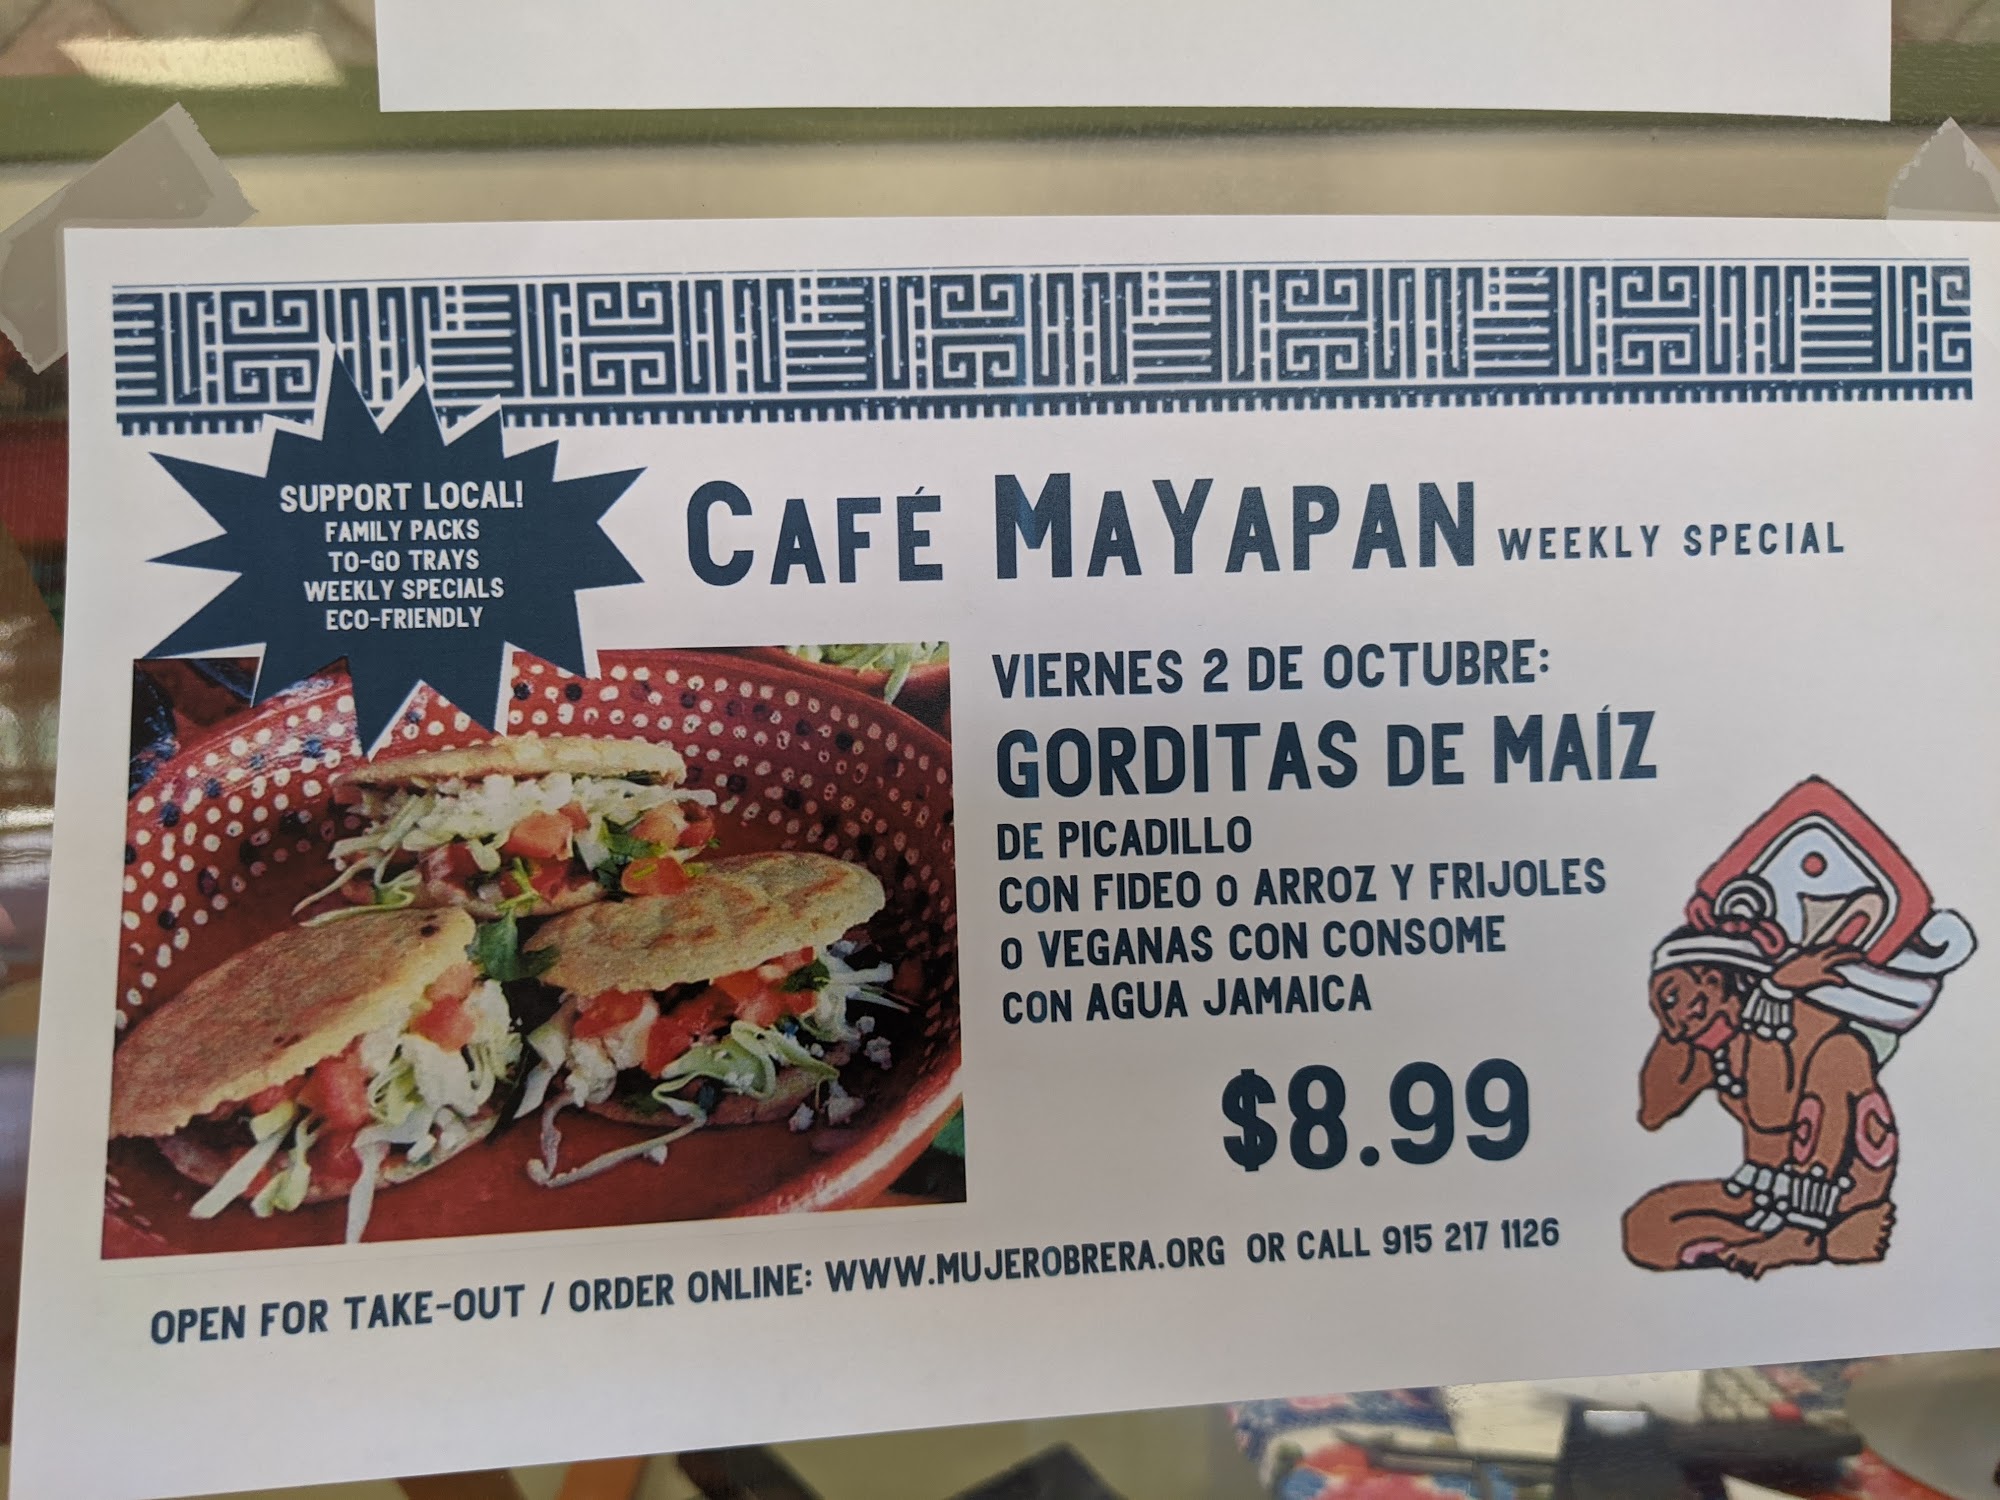 SUPPORT LOCAL!
FAMILY PACKS
TO-GO TRAYS
WEEKLY SPECIALS
ECO-FRIENDLY
CAFÉ MAYAPAN WEEKLY SPECIAL
VIERNES 2 DE OCTUBRE:
GORDITAS DE MAÍZ
DE PICADILLO
CON FIDEO O ARROZ Y FRIJOLES
O VEGANAS CON CONSOME
CON AGUA JAMAICA
$8.99
OPEN FOR TAKE-OUT / ORDER ONLINE: WWW.MUJEROBRERA.ORG OR CALL 915 217 1126